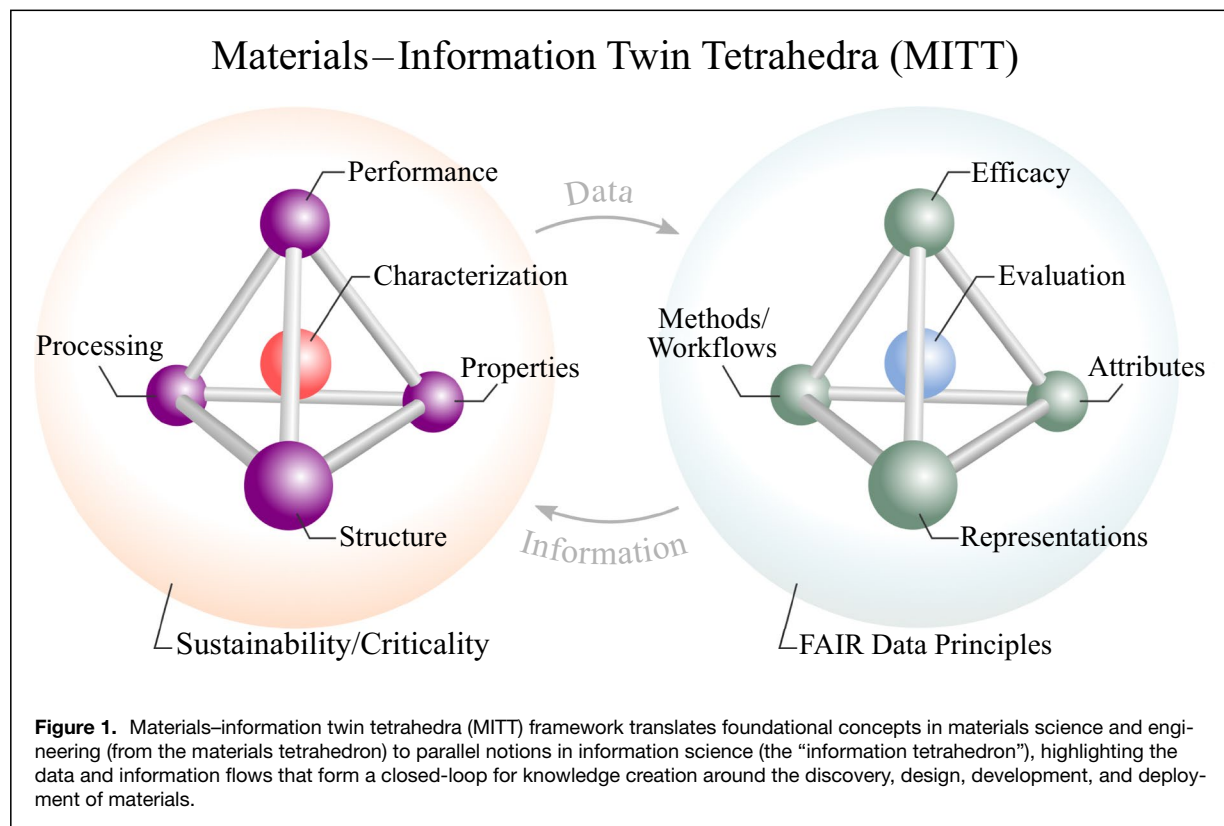 Materials–Information Twin Tetrahedra (MITT)
Performance
Characterization
Processing
Properties
Structure
Sustainability/Criticality
Data
Information
Efficacy
Evaluation
Methods/
Workflows
Attributes
Representations
FAIR Data Principles
Figure 1. Materials–information twin tetrahedra (MITT) framework translates foundational concepts in materials science and engi-
neering (from the materials tetrahedron) to parallel notions in information science (the “information tetrahedron”), highlighting the
data and information flows that form a closed-loop for knowledge creation around the discovery, design, development, and deploy-
ment of materials.